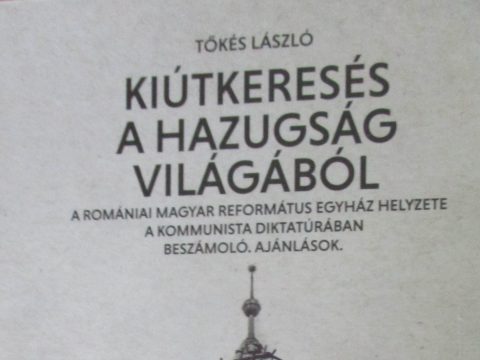 TŐKÉS LÁSZLÓ
KIÚTKERESÉS
A HAZUGSÁG
VILÁGÁBÓL
A ROMÁNIAI MAGYAR REFORMÁTUS EGYHÁZ HELYZETE
A KOMMUNISTA DIKTATÚRÁBAN
BESZÁMOLÓ. AJÁNLÁSOK.